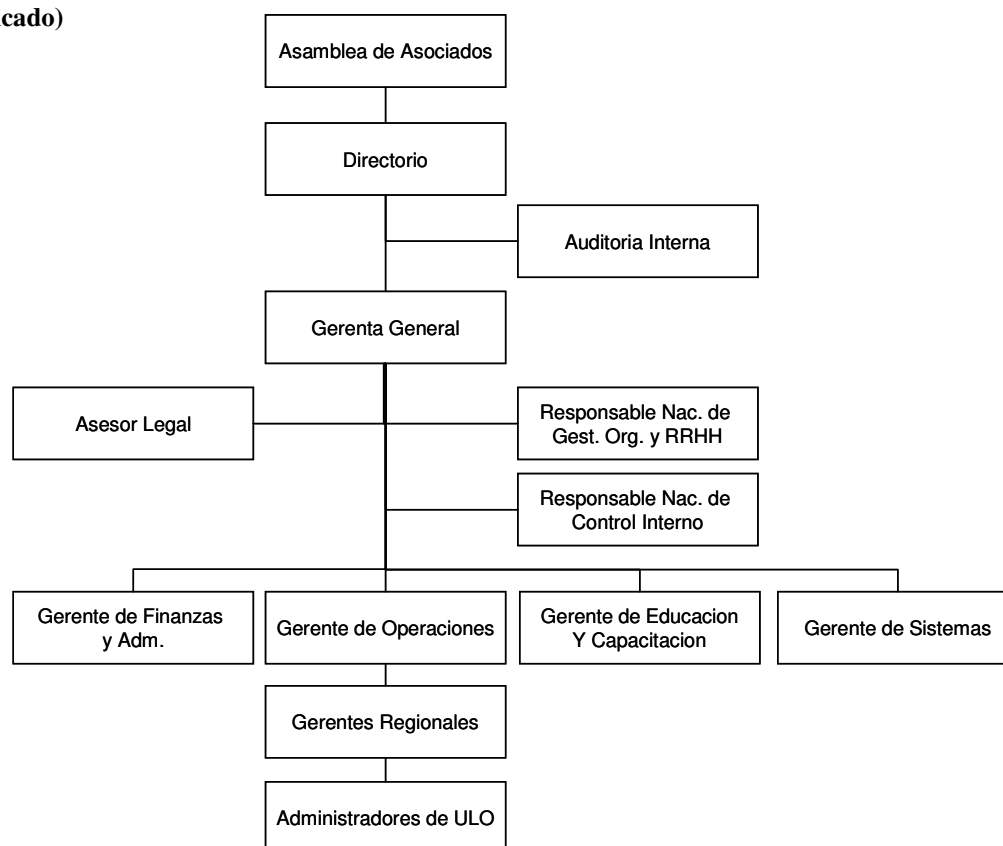 cado)
Asamblea de Asociados
Directorio
Auditoria Interna
Gerenta General
Asesor Legal
Responsable Nac. de
Gest. Org. y RRHH
Responsable Nac. de
Control Interno
Gerente de Finanzas
y Adm.
Gerente de Operaciones
Gerente de Educacion
Y Capacitacion
Gerente de Sistemas
Gerentes Regionales
Administradores de ULO